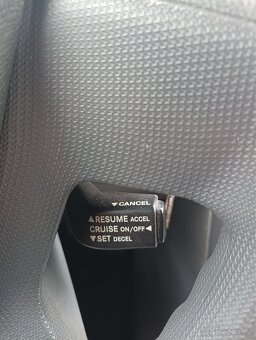 ▼CANCEL
▲RESUME ACCEL
CRUISE ON/OFF◀
▼SET DECEL